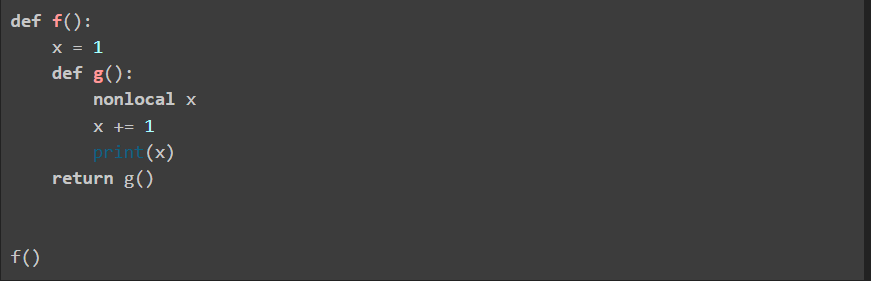 def f():
    x = 1
    def g():
        nonlocal x
        x += 1
        print(x)
    return g()
f()